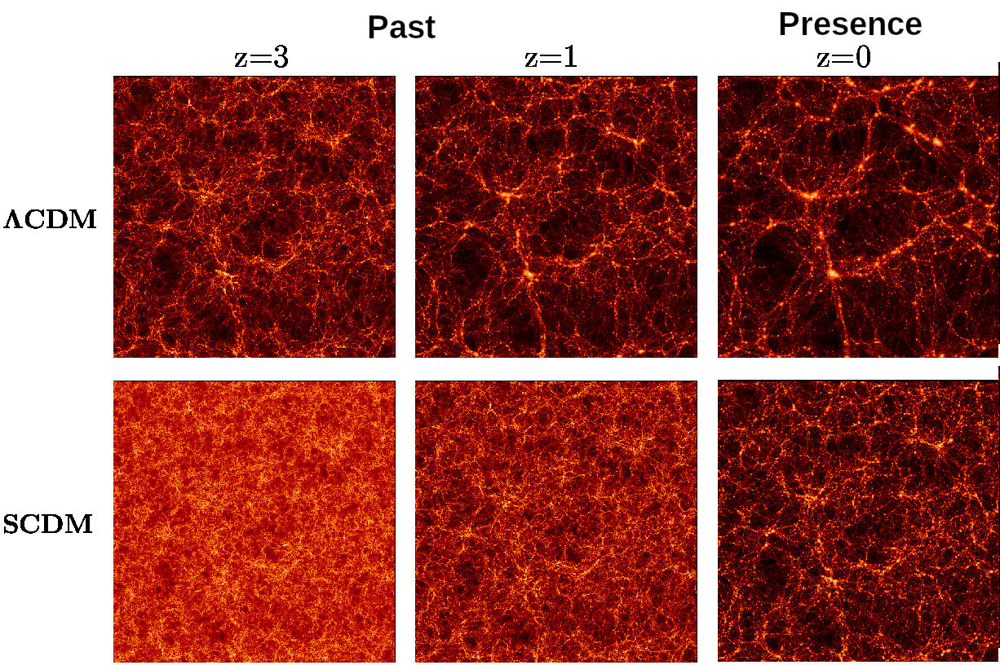 Past
Presence
z=3
z=1
z=0
ΛCDM
SCDM